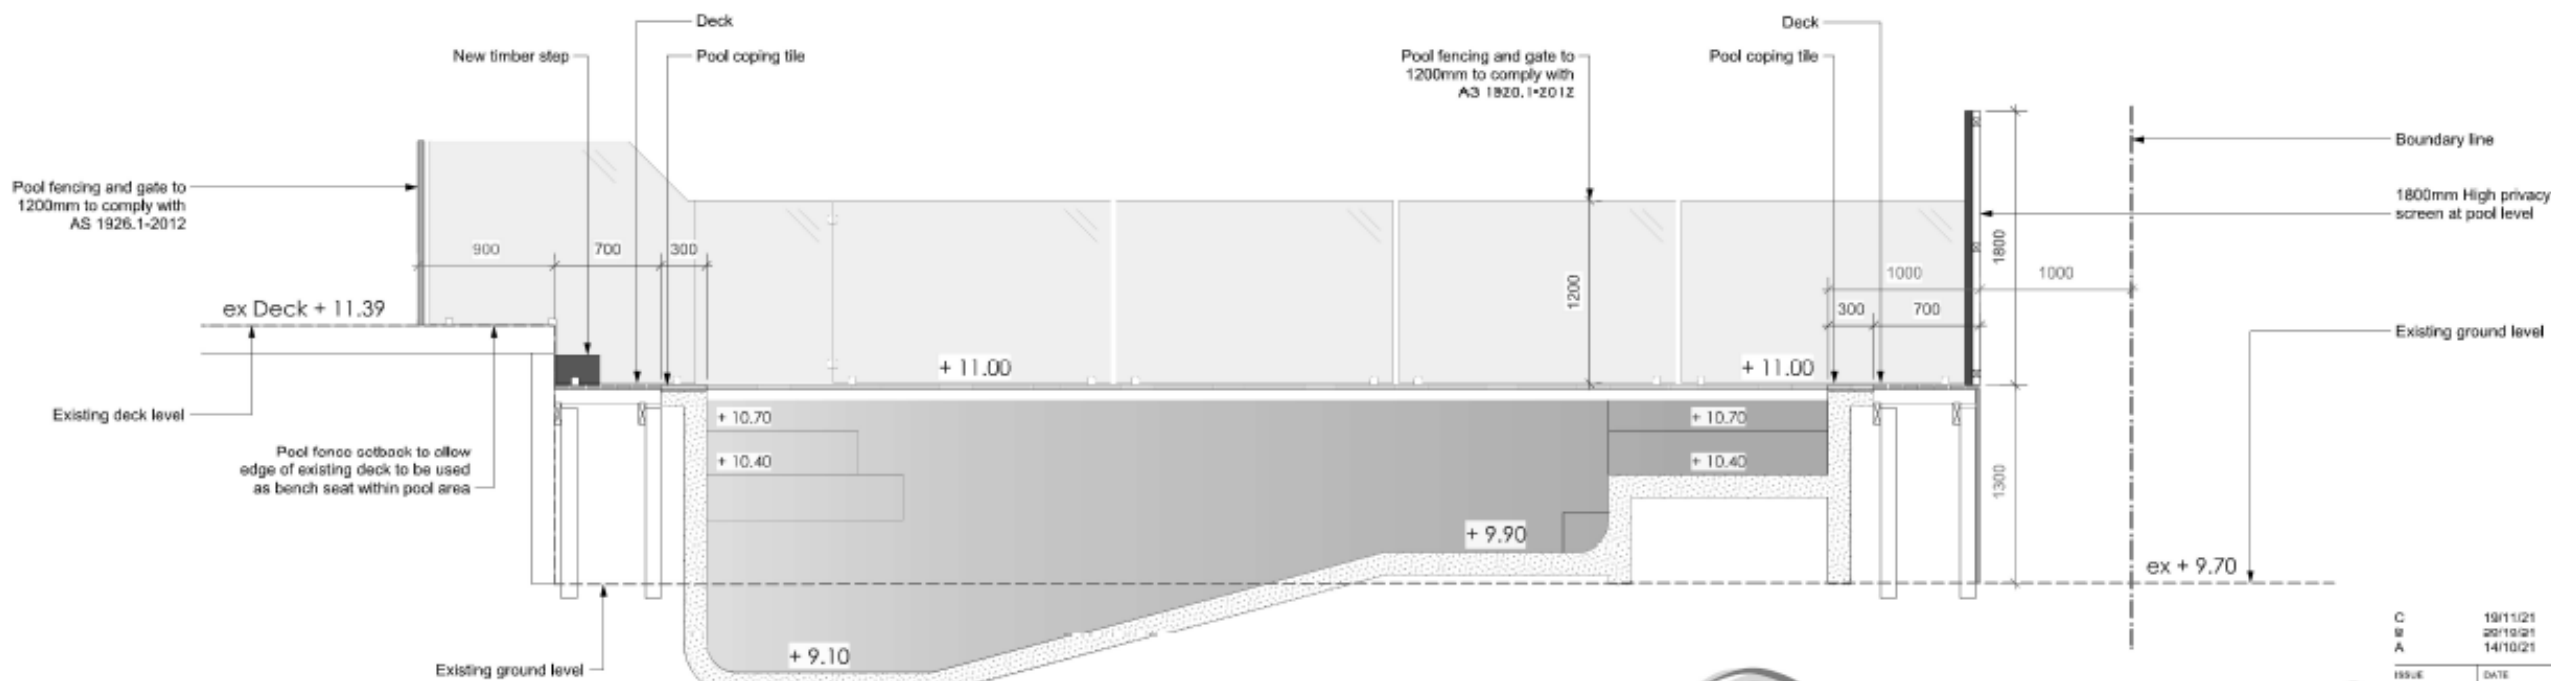 Deck
New timber step
Pool coping tile
Pool fencing and gate to
1200mm to comply with
AS 1926.1-2012
Deck
Pool coping tile
Pool fencing and gate to
1200mm to comply with
AS 1926.1-2012
Boundary line
1800mm High privacy
screen at pool level
900
700
300
1200
1800
1000
1000
300
700
ex Deck + 11.39
+ 11.00
+ 11.00
Existing ground level
Existing deck level
Pool fence setback to allow
edge of existing deck to be used
as bench seat within pool area
+ 10.70
+ 10.40
+ 10.70
+ 10.40
1300
+ 9.90
ex + 9.70
+ 9.10
Existing ground level
C 19/11/21
B
A 14/10/21
ISSUE DATE